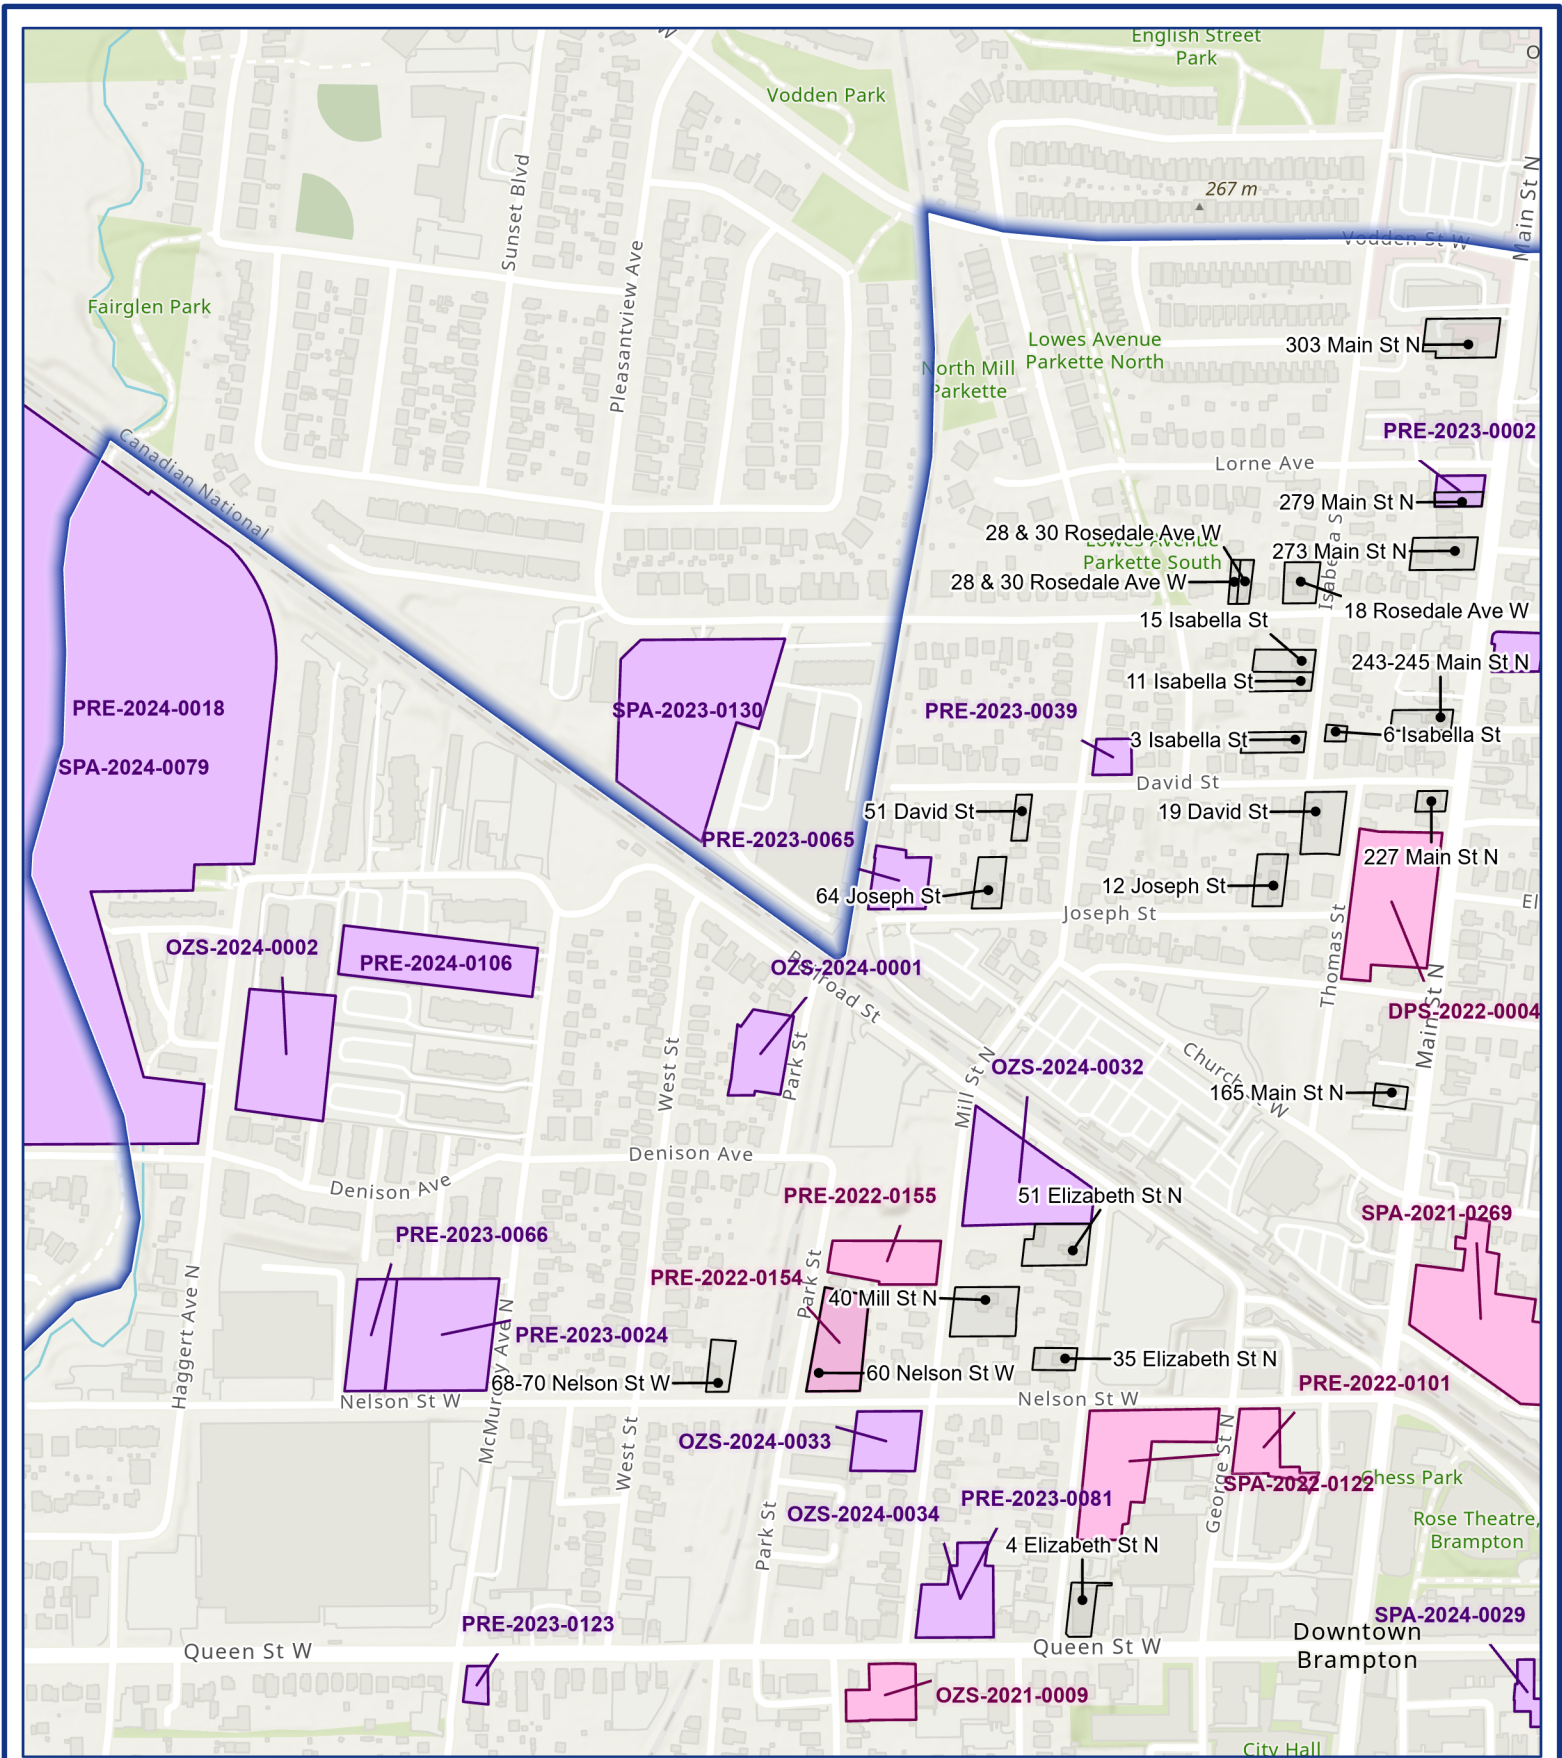 English Street
Park
Vodden Park
267 m
Sunset Blvd
Main St N
Vodden St W
Pleasantview Ave
Fairglen Park
Lowes Avenue
Parkette North
303 Main St N
North Mill
Parkette
PRE-2023-0002
Canadian National
Lorne Ave
279 Main St N
28 & 30 Rosedale Ave W
Lowes Avenue
Parkette South
273 Main St N
28 & 30 Rosedale Ave W
Isabella S
18 Rosedale Ave W
15 Isabella St
243-245 Main St N
11 Isabella St
PRE-2024-0018
SPA-2023-0130
PRE-2023-0039
3 Isabella St
6 Isabella St
SPA-2024-0079
David St
51 David St
19 David St
PRE-2023-0065
227 Main St N
64 Joseph St
12 Joseph St
Joseph St
El
OZS-2024-0002
PRE-2024-0106
OZS-2024-0001
Railroad St
Thomas St
DPS-2022-0004
Main St N
West St
Park St
Mill St N
OZS-2024-0032
Church St W
165 Main St N
Denison Ave
Denison Ave
PRE-2022-0155
51 Elizabeth St N
SPA-2021-0269
PRE-2023-0066
PRE-2022-0154
Park St
40 Mill St N
Haggert Ave N
McMurchy Ave N
PRE-2023-0024
68-70 Nelson St W
60 Nelson St W
35 Elizabeth St N
Nelson St W
Nelson St W
PRE-2022-0101
OZS-2024-0033
West St
George St N
SPA-2022-0122
Chess Park
OZS-2024-0034
PRE-2023-0081
Park St
4 Elizabeth St N
Rose Theatre,
Brampton
PRE-2023-0123
SPA-2024-0029
Queen St W
Queen St W
Downtown
Brampton
OZS-2021-0009
City Hall